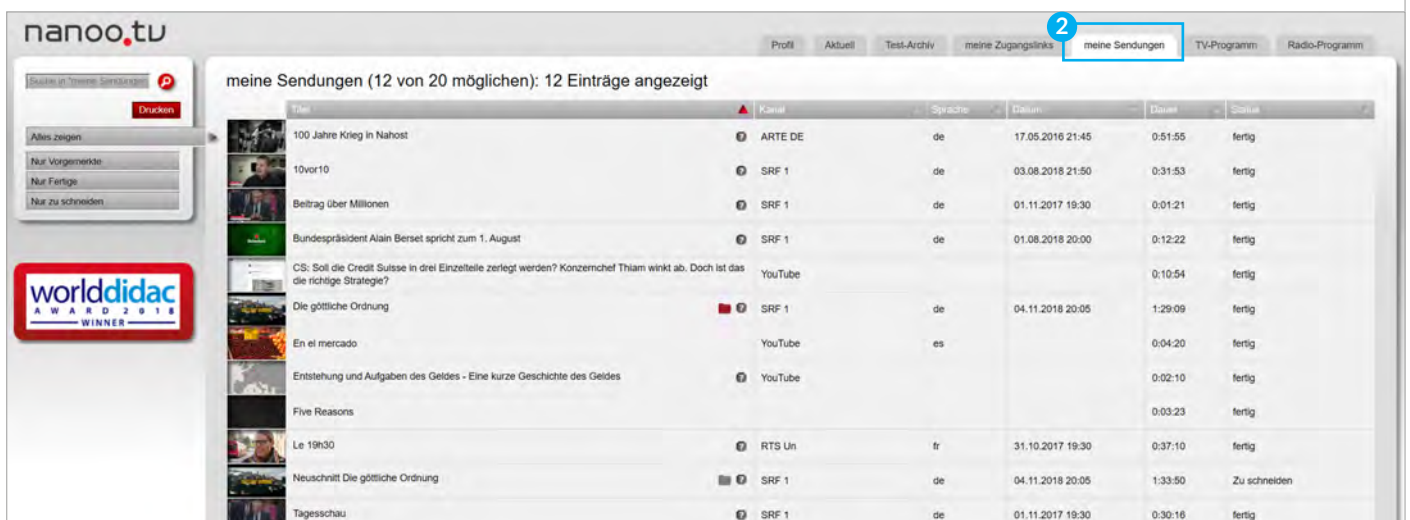 nanoo.tv
2
Profil Aktuell Test-Archiv meine Zugangslinks meine Sendungen TV-Programm Radio-Programm
Suche in "meine Sendungen
Drucken
Alles zeigen
Nur Vorgemerkte
Nur Fertige
Nur zu schneiden
worlddidac
AWARD 2018
WINNER
meine Sendungen (12 von 20 möglichen): 12 Einträge angezeigt
Titel Kanal Sprache Datum Dauer Status
100 Jahre Krieg in Nahost ARTE DE de 17.05.2016 21:45 0:51:55 fertig
10vor10 SRF 1 de 03.08.2018 21:50 0:31:53 fertig
Beitrag über Millionen SRF 1 de 01.11.2017 19:30 0:01:21 fertig
Bundespräsident Alain Berset spricht zum 1. August SRF 1 de 01.08.2018 20:00 0:12:22 fertig
CS: Soll die Credit Suisse in drei Einzelteile zerlegt werden? Konzernchef Thiam winkt ab. Doch ist das
die richtige Strategie? YouTube 0:10:54 fertig
Die göttliche Ordnung SRF 1 de 04.11.2018 20:05 1:29:09 fertig
En el mercado YouTube es 0:04:20 fertig
Entstehung und Aufgaben des Geldes - Eine kurze Geschichte des Geldes YouTube 0:02:10 fertig
Five Reasons 0:03:23 fertig
Le 19h30 RTS Un fr 31.10.2017 19:30 0:37:10 fertig
Neuschnitt Die göttliche Ordnung SRF 1 de 04.11.2018 20:05 1:33:50 Zu schneiden
Tagesschau SRF 1 de 01.11.2017 19:30 0:30:16 fertig